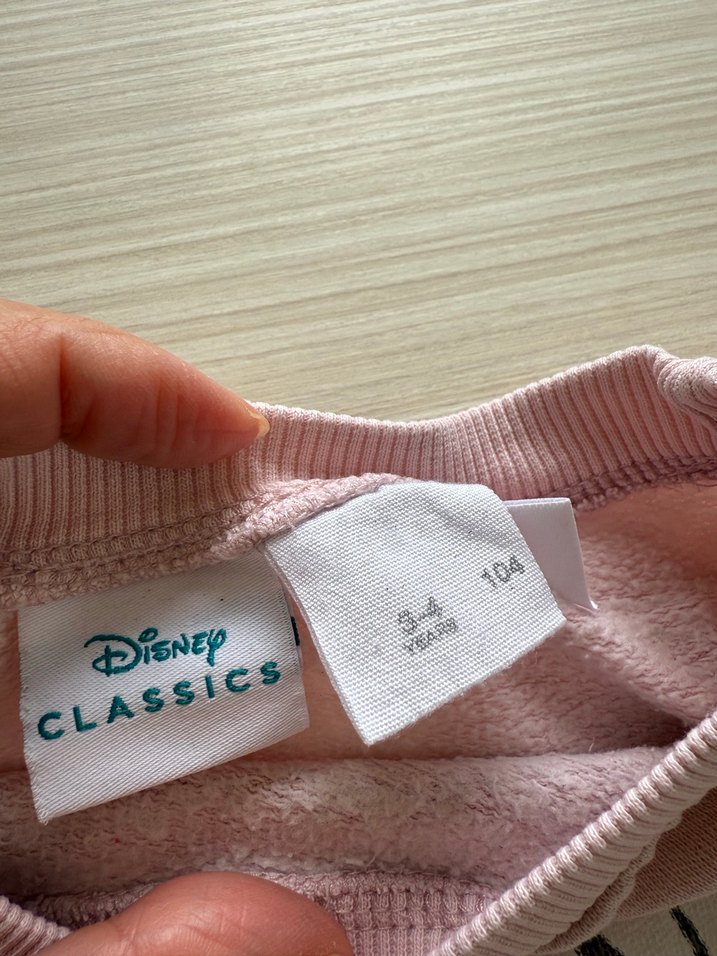 Disney
CLASSICS
3-4
YEARS
104